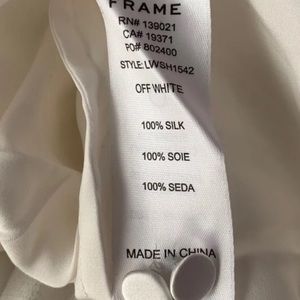 FRAME
RN# 139021
CA# 19371
PO# 802400
STYLE: LWSH1542
OFF WHITE
100% SILK
100% SOIE
100% SEDA
MADE IN CHINA